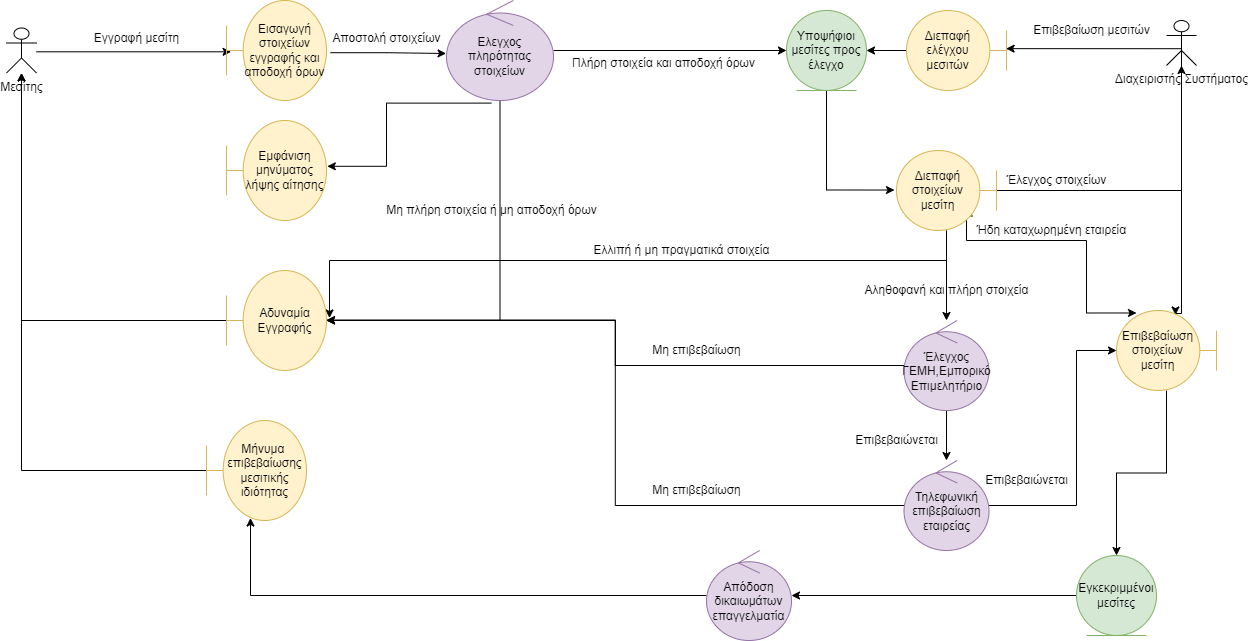 Εγγραφή μεσίτη
Μεσίτης
Εισαγωγή
στοιχείων
εγγραφής και
αποδοχή όρων
Αποστολή στοιχείων
Ελεγχος
πληρότητας
στοιχείων
Πλήρη στοιχεία και αποδοχή όρων
Υποψήφιοι
μεσίτες προς
έλεγχο
Διεπαφή
ελέγχου
μεσιτών
Επιβεβαίωση μεσιτών
Διαχειριστής Συστήματος
Εμφάνιση
μηνύματος
λήψης αίτησης
Μη πλήρη στοιχεία ή μη αποδοχή όρων
Διεπαφή
στοιχείων
μεσίτη
Έλεγχος στοιχείων
Ήδη καταχωρημένη εταιρεία
Ελλιπή ή μη πραγματικά στοιχεία
Αληθοφανή και πλήρη στοιχεία
Αδυναμία
Εγγραφής
Μη επιβεβαίωση
Έλεγχος
ΓΕΜΗ,Εμπορικό
Επιμελητήριο
Επιβεβαίωση
στοιχείων
μεσίτη
Επιβεβαιώνεται
Μήνυμα
επιβεβαίωσης
μεσιτικής
ιδιότητας
Μη επιβεβαίωση
Τηλεφωνική
επιβεβαίωση
εταιρείας
Επιβεβαιώνεται
Απόδοση
δικαιωμάτων
επαγγελματία
Εγκεκριμμένοι
μεσίτες